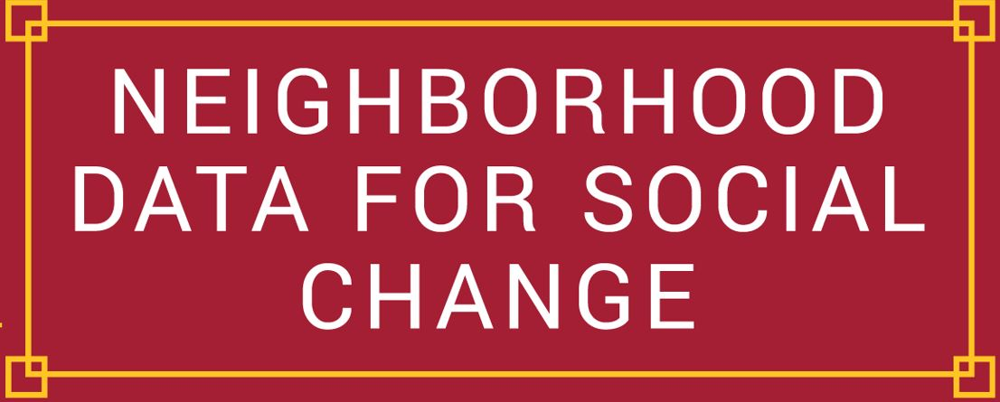 NEIGHBORHOOD
DATA FOR SOCIAL
CHANGE